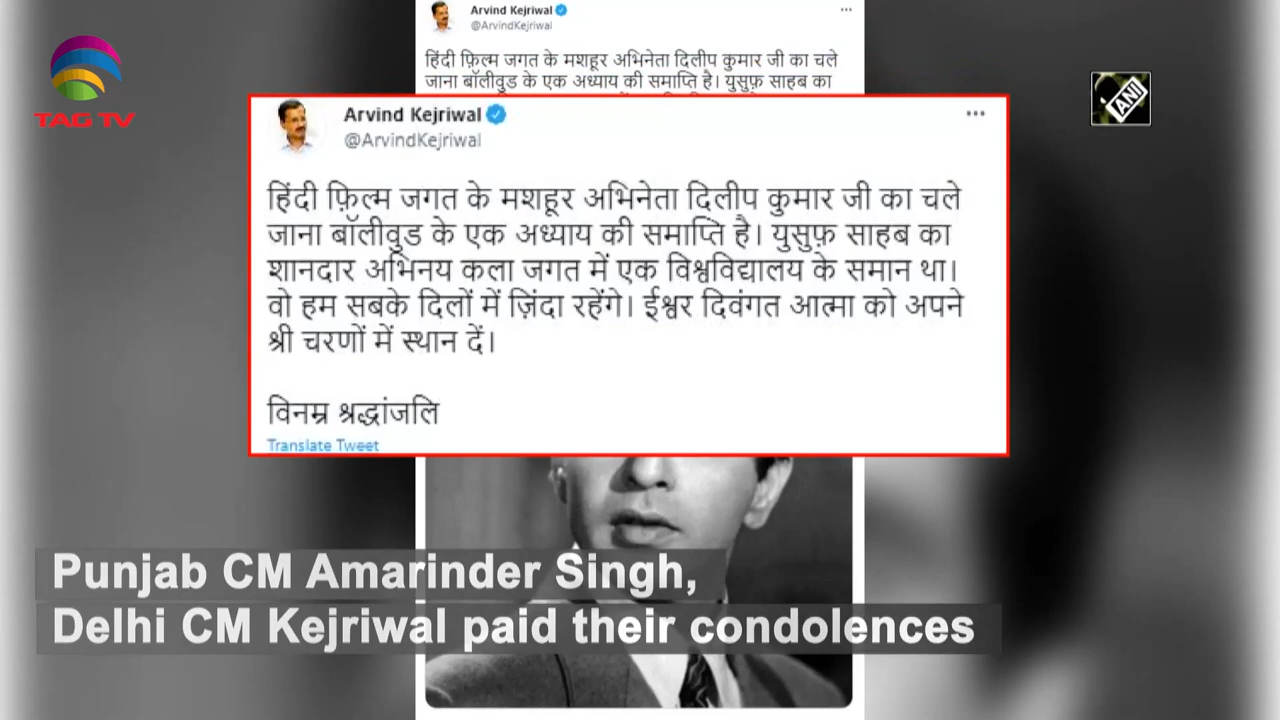 Arvind Kejriwal
@ArvindKejriwal
हिंदी फ़िल्म जगत के मशहूर अभिनेता दिलीप कुमार जी का चले
जाना बॉलीवुड के एक अध्याय की समाप्ति है। युसुफ़ साहब का
TAG TV
ANI
Arvind Kejriwal
@ArvindKejriwal
हिंदी फ़िल्म जगत के मशहूर अभिनेता दिलीप कुमार जी का चले
जाना बॉलीवुड के एक अध्याय की समाप्ति है। युसुफ़ साहब का
शानदार अभिनय कला जगत में एक विश्वविद्यालय के समान था।
वो हम सबके दिलों में ज़िंदा रहेंगे। ईश्वर दिवंगत आत्मा को अपने
श्री चरणों में स्थान दें।
विनम्र श्रद्धांजलि
Translate Tweet
Punjab CM Amarinder Singh,
Delhi CM Kejriwal paid their condolences